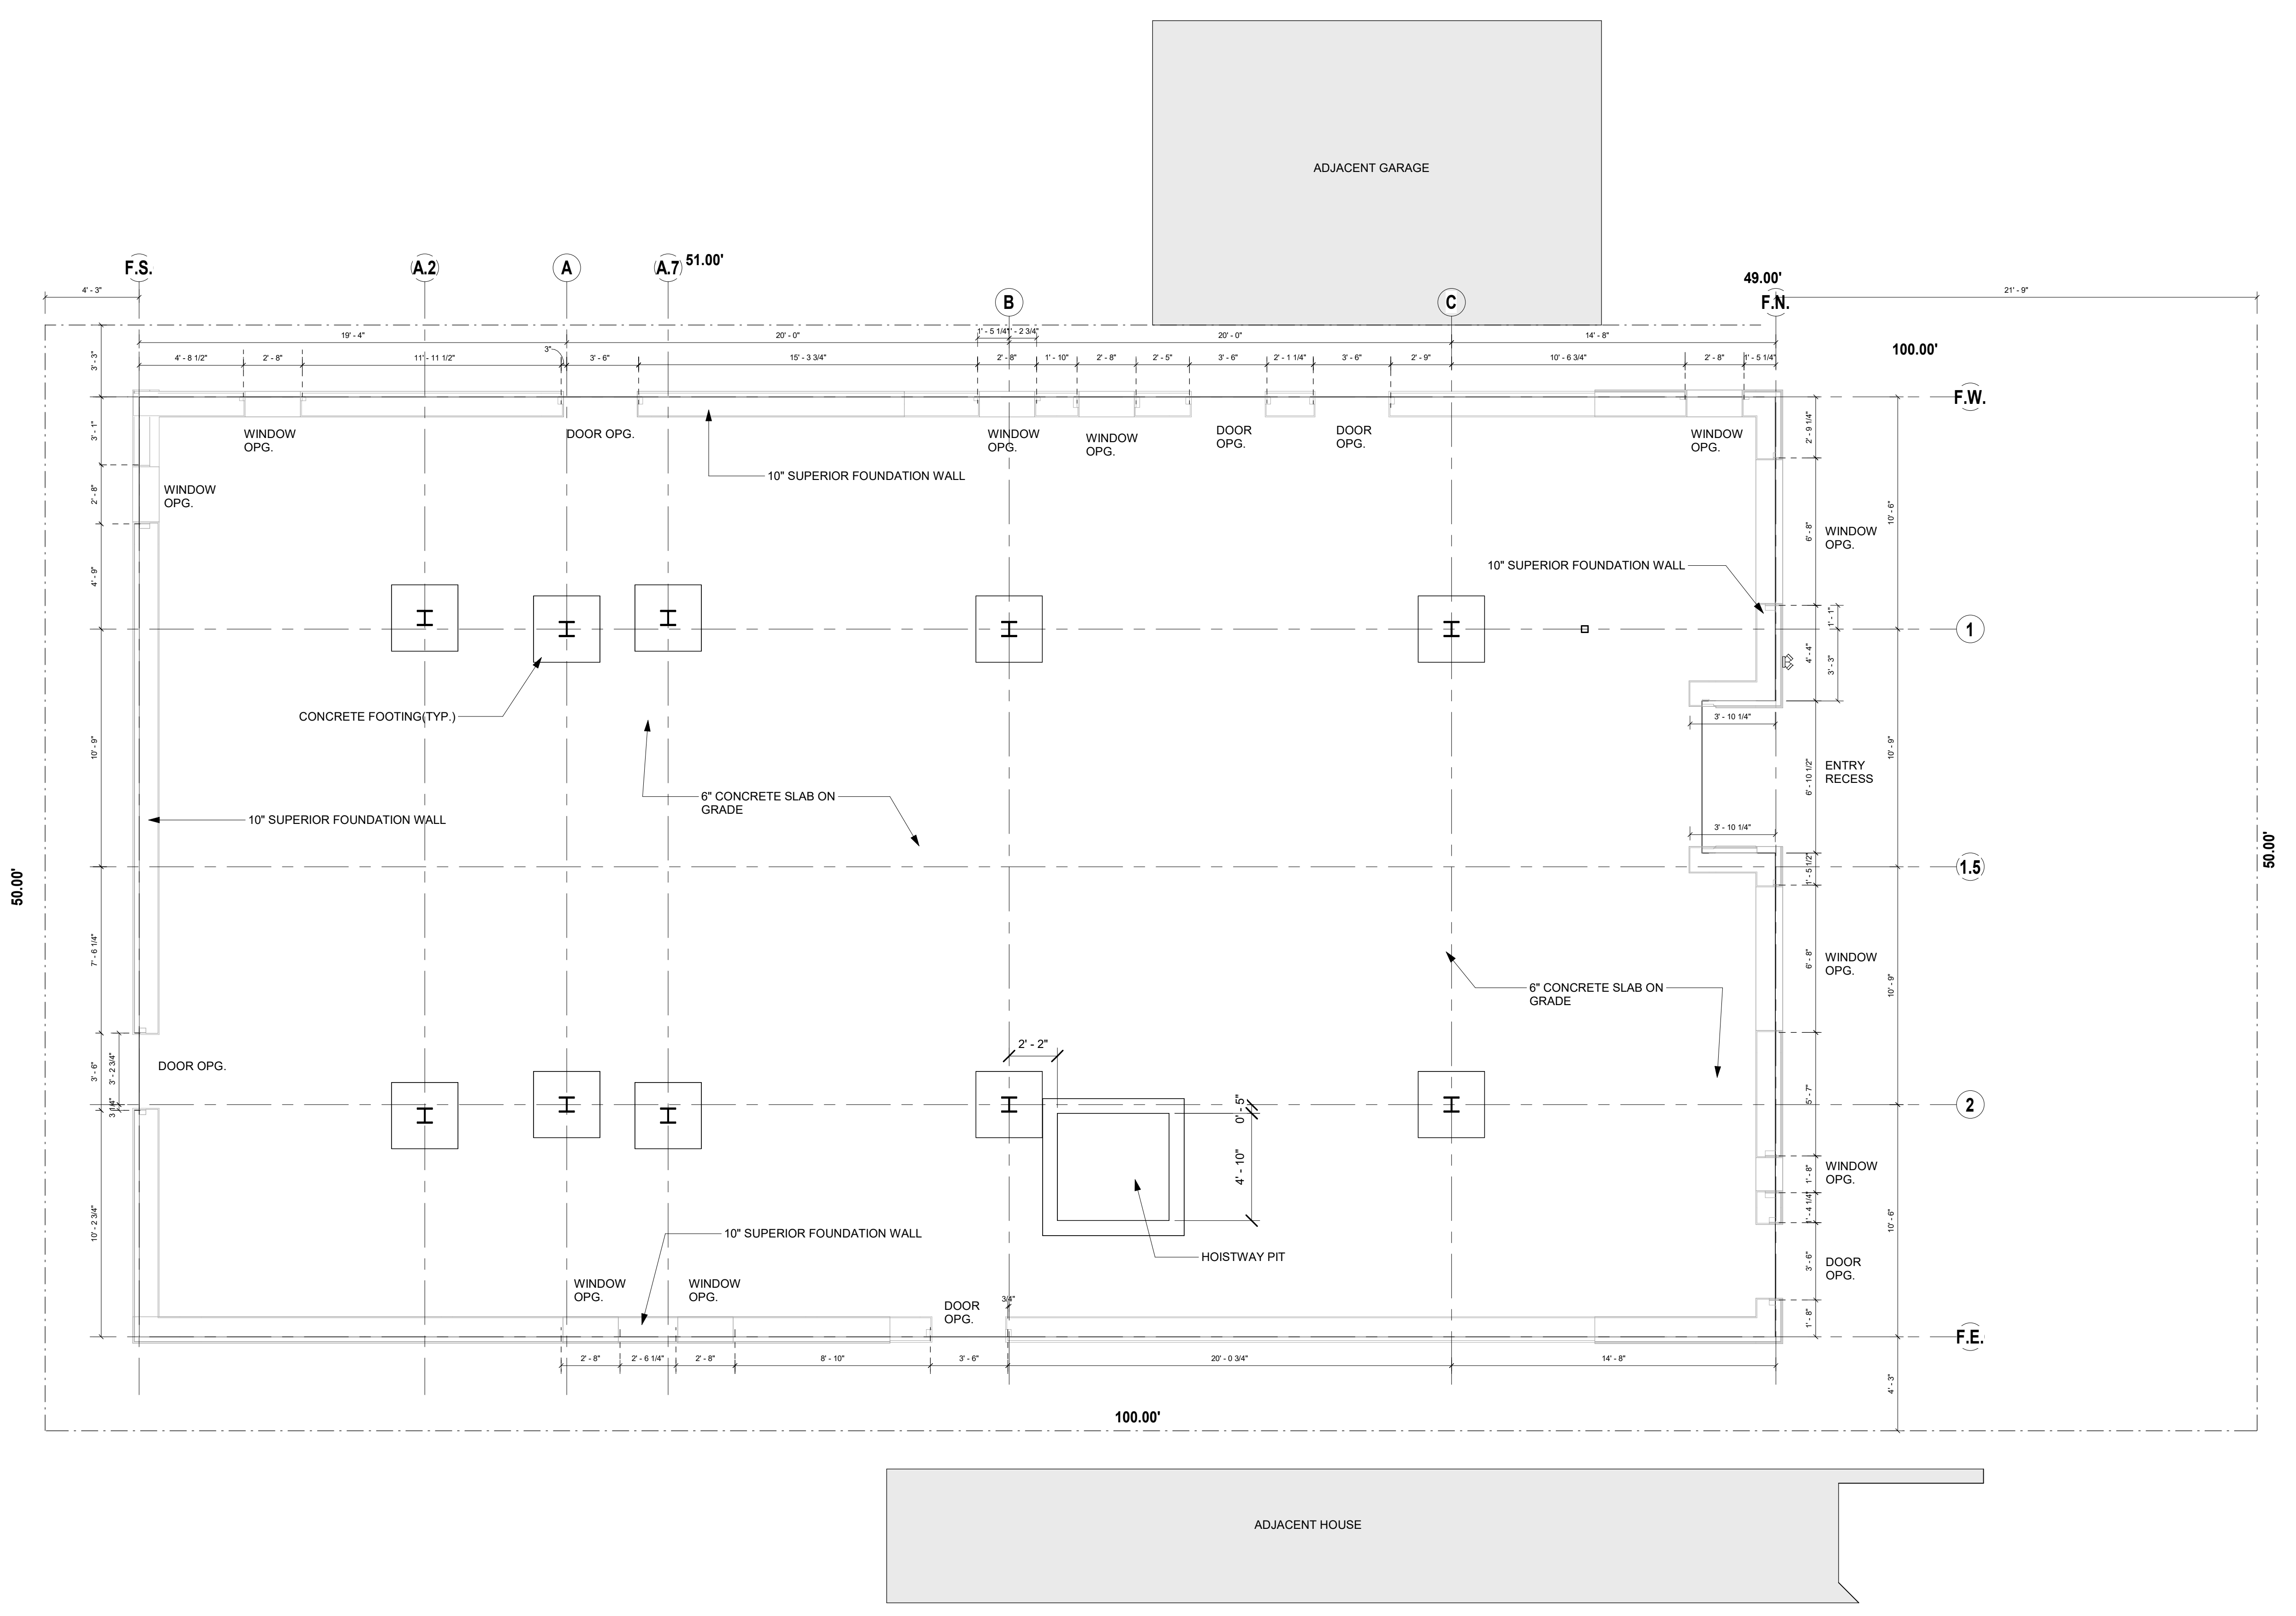 ADJACENT GARAGE
F.S.
A.2
A
A.7
51.00'
49.00'
B
C
F.N.
4' - 3"
21' - 9"
19' - 4"
20' - 0"
1' - 5 1/4"
1' - 2 3/4"
20' - 0"
14' - 8"
100.00'
3' - 3"
4' - 8 1/2"
2' - 8"
11' - 11 1/2"
3"
3' - 6"
15' - 3 3/4"
2' - 8"
1' - 10"
2' - 8"
2' - 5"
3' - 6"
2' - 1 1/4"
3' - 6"
2' - 9"
10' - 6 3/4"
2' - 8"
1' - 5 1/4"
F.W.
3' - 1"
WINDOW
OPG.
DOOR OPG.
WINDOW
OPG.
WINDOW
OPG.
DOOR
OPG.
DOOR
OPG.
WINDOW
OPG.
2' - 9 1/4"
10" SUPERIOR FOUNDATION WALL
2' - 8"
WINDOW
OPG.
10' - 6"
6' - 8"
WINDOW
OPG.
4' - 9"
10" SUPERIOR FOUNDATION WALL
1' - 1"
1
4' - 4"
3' - 3"
CONCRETE FOOTING(TYP.)
3' - 10 1/4"
10' - 9"
10' - 9"
6' - 10 1/2"
ENTRY
RECESS
6" CONCRETE SLAB ON
GRADE
10" SUPERIOR FOUNDATION WALL
3' - 10 1/4"
50.00'
50.00'
1' - 5 1/2"
1.5
7' - 6 1/4"
6' - 8"
WINDOW
OPG.
10' - 9"
6" CONCRETE SLAB ON
GRADE
2' - 2"
3' - 6"
3' - 2 3/4"
DOOR OPG.
3 1/4"
0' - 5"
5' - 7"
2
4' - 10"
1' - 8"
WINDOW
OPG.
1' - 4 1/4"
10' - 2 3/4"
10' - 6"
10" SUPERIOR FOUNDATION WALL
HOISTWAY PIT
3' - 6"
DOOR
OPG.
WINDOW
OPG.
WINDOW
OPG.
DOOR
OPG.
3/4"
1' - 8"
F.E.
2' - 8"
2' - 6 1/4"
2' - 8"
8' - 10"
3' - 6"
20' - 0 3/4"
14' - 8"
4' - 3"
100.00'
ADJACENT HOUSE